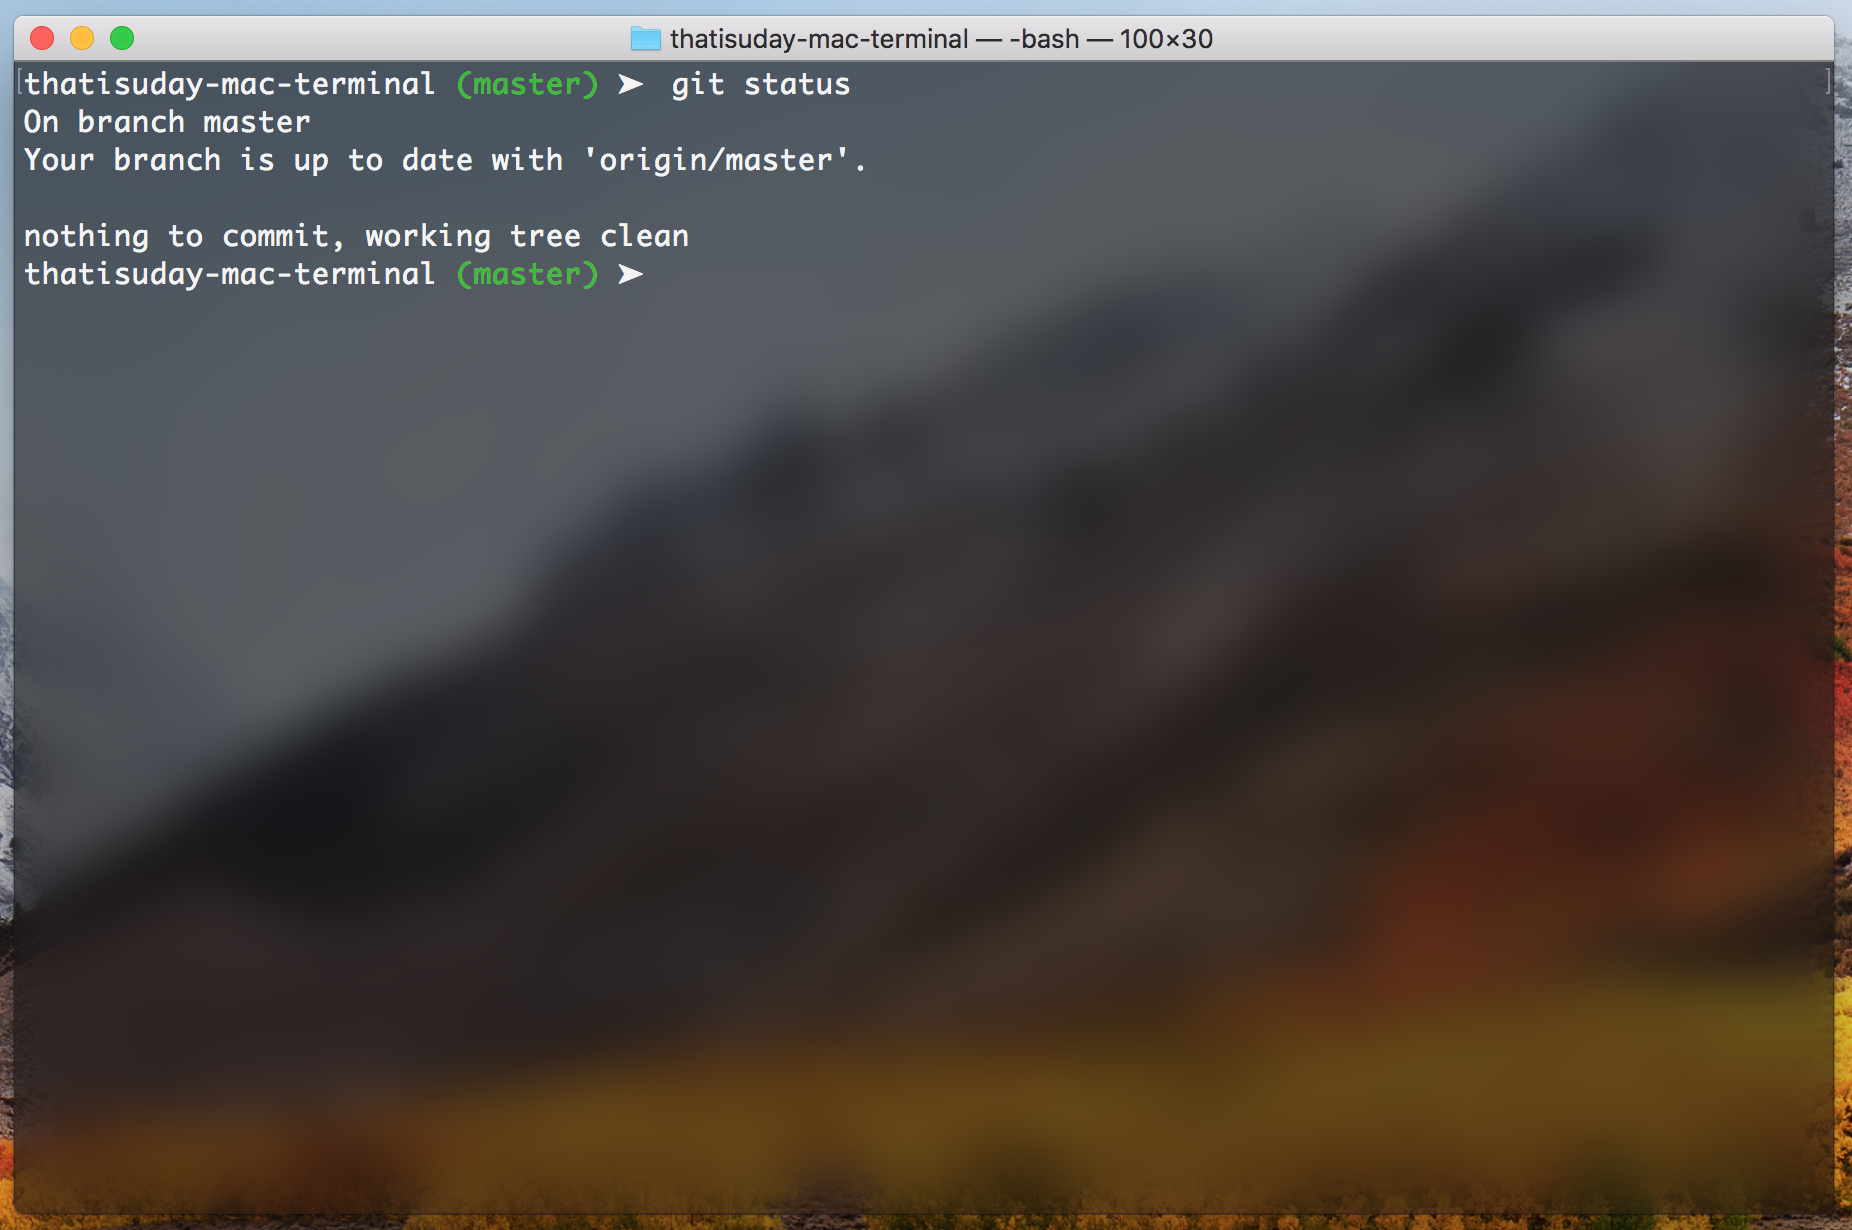 thatisuday-mac-terminal — -bash — 100×30
thatisuday-mac-terminal (master) ➤ git status
On branch master
Your branch is up to date with 'origin/master'.
nothing to commit, working tree clean
thatisuday-mac-terminal (master) ➤